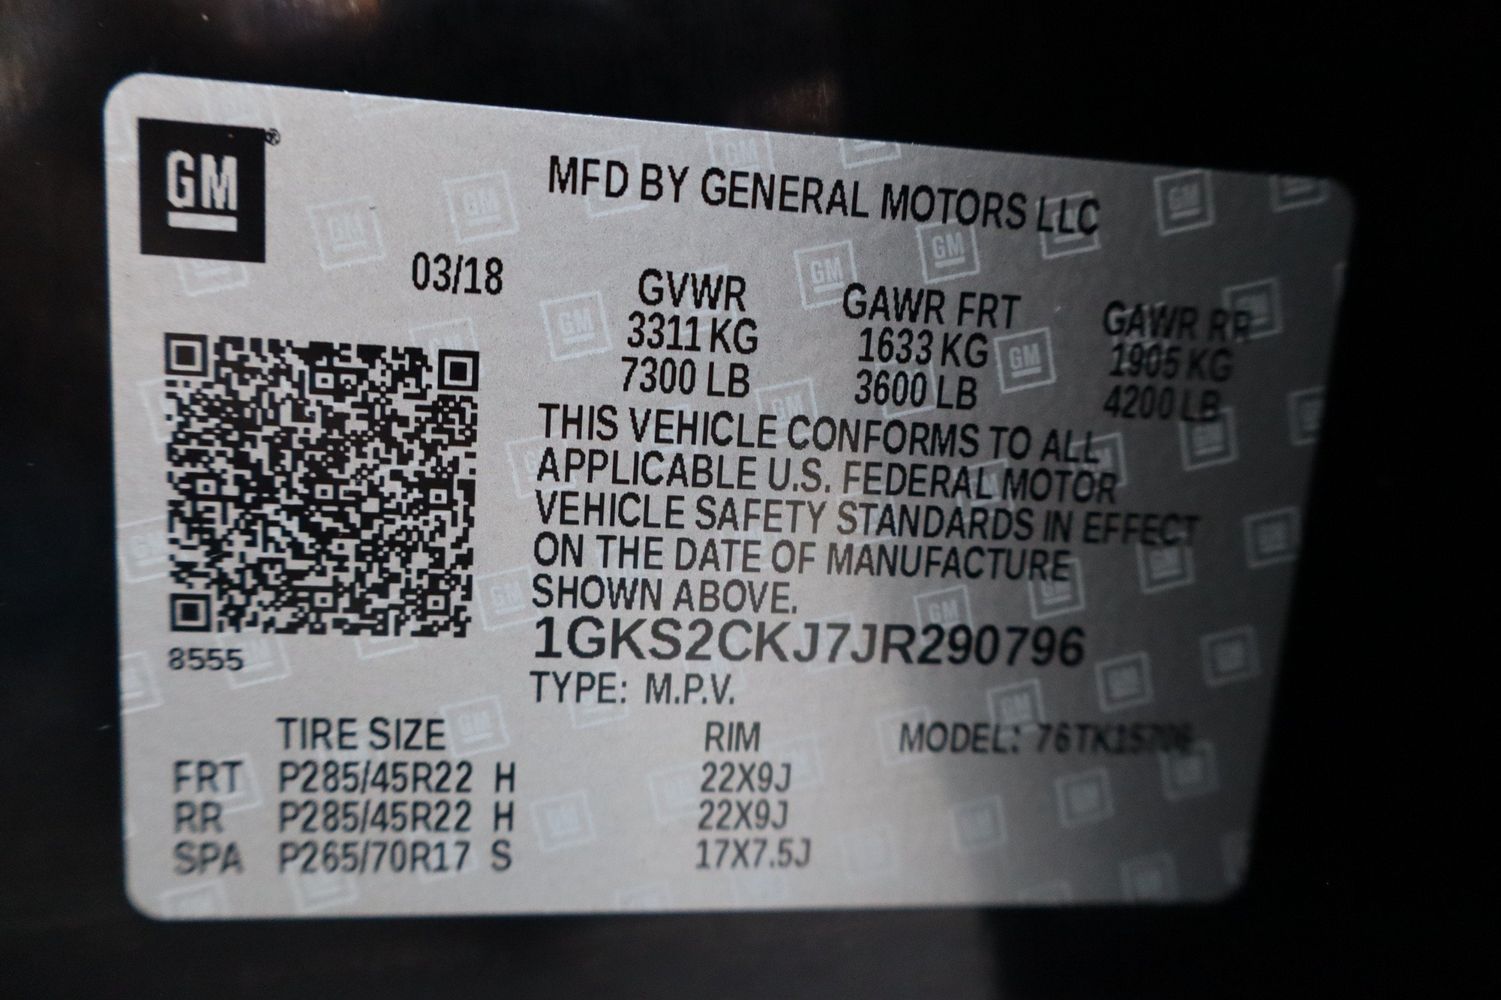 GM
MFD BY GENERAL MOTORS LLC
03/18
GVWR GAWR FRT GAWR RR
3311 KG 1633 KG 1905 KG
7300 LB 3600 LB 4200 LB
THIS VEHICLE CONFORMS TO ALL
APPLICABLE U.S. FEDERAL MOTOR
VEHICLE SAFETY STANDARDS IN EFFECT
ON THE DATE OF MANUFACTURE
SHOWN ABOVE.
1GKS2CKJ7JR290796
8555
TYPE: M.P.V.
TIRE SIZE RIM MODEL:
FRT P285/45R22 H 22X9J
RR P285/45R22 H 22X9J
SPA P265/70R17 S 17X7.5J